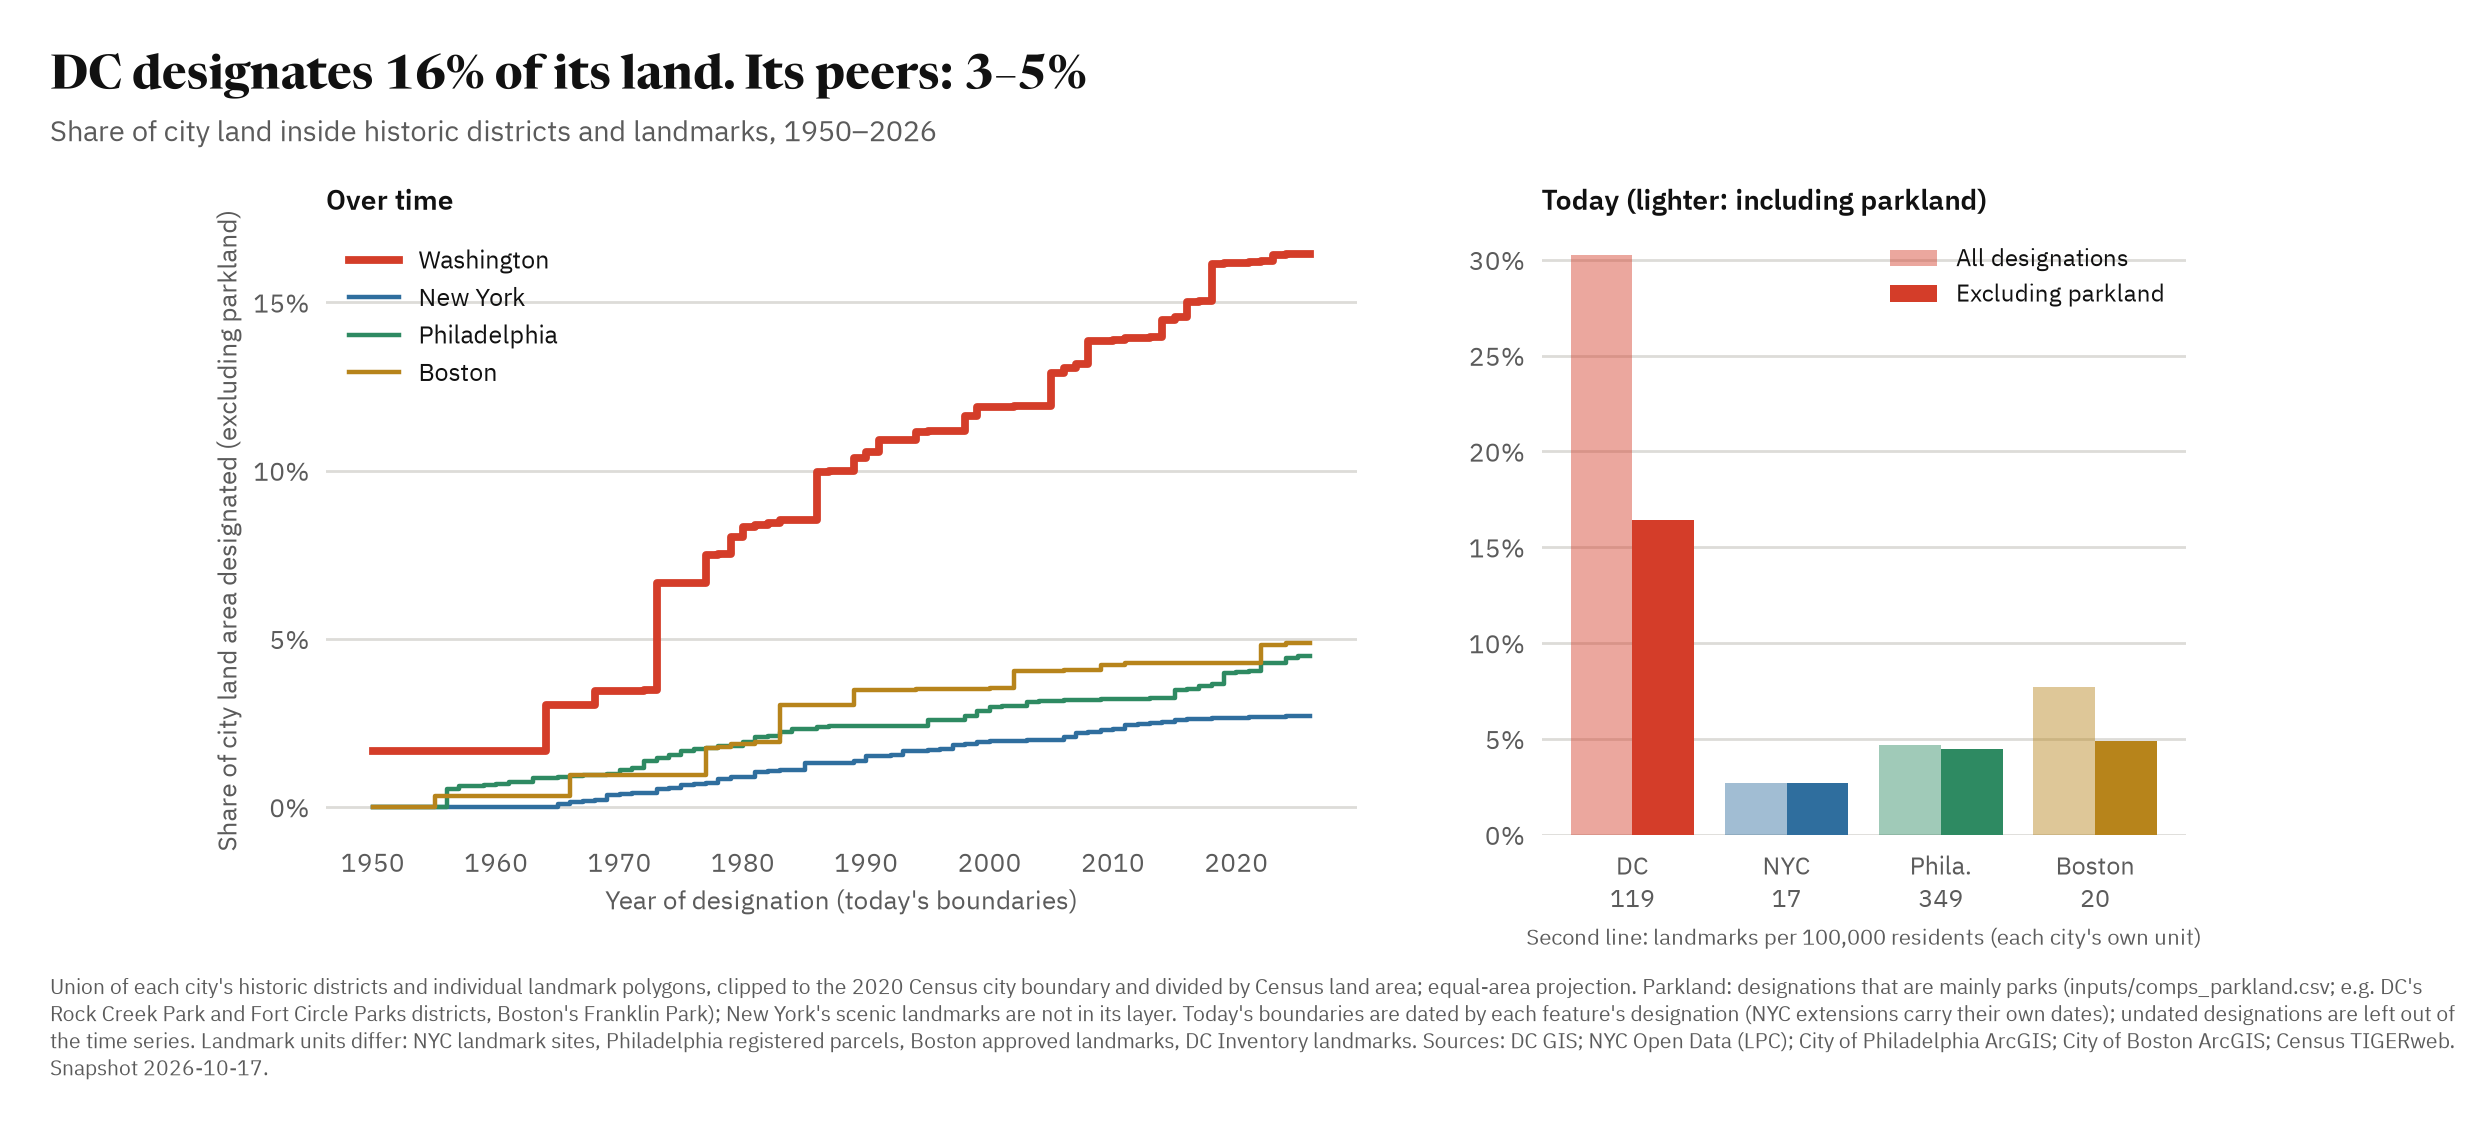 DC designates 16% of its land. Its peers: 3–5%
Share of city land inside historic districts and landmarks, 1950–2026
Over time
Share of city land area designated (excluding parkland)
Washington
New York
Philadelphia
Boston
15%
10%
5%
0%
1950 1960 1970 1980 1990 2000 2010 2020
Year of designation (today's boundaries)
Today (lighter: including parkland)
All designations
Excluding parkland
30%
25%
20%
15%
10%
5%
0%
DC NYC Phila. Boston
119 17 349 20
Second line: landmarks per 100,000 residents (each city's own unit)
Union of each city's historic districts and individual landmark polygons, clipped to the 2020 Census city boundary and divided by Census land area; equal-area projection. Parkland: designations that are mainly parks (inputs/comps_parkland.csv; e.g. DC's
Rock Creek Park and Fort Circle Parks districts, Boston's Franklin Park); New York's scenic landmarks are not in its layer. Today's boundaries are dated by each feature's designation (NYC extensions carry their own dates); undated designations are left out of
the time series. Landmark units differ: NYC landmark sites, Philadelphia registered parcels, Boston approved landmarks, DC Inventory landmarks. Sources: DC GIS; NYC Open Data (LPC); City of Philadelphia ArcGIS; City of Boston ArcGIS; Census TIGERweb.
Snapshot 2026-10-17.